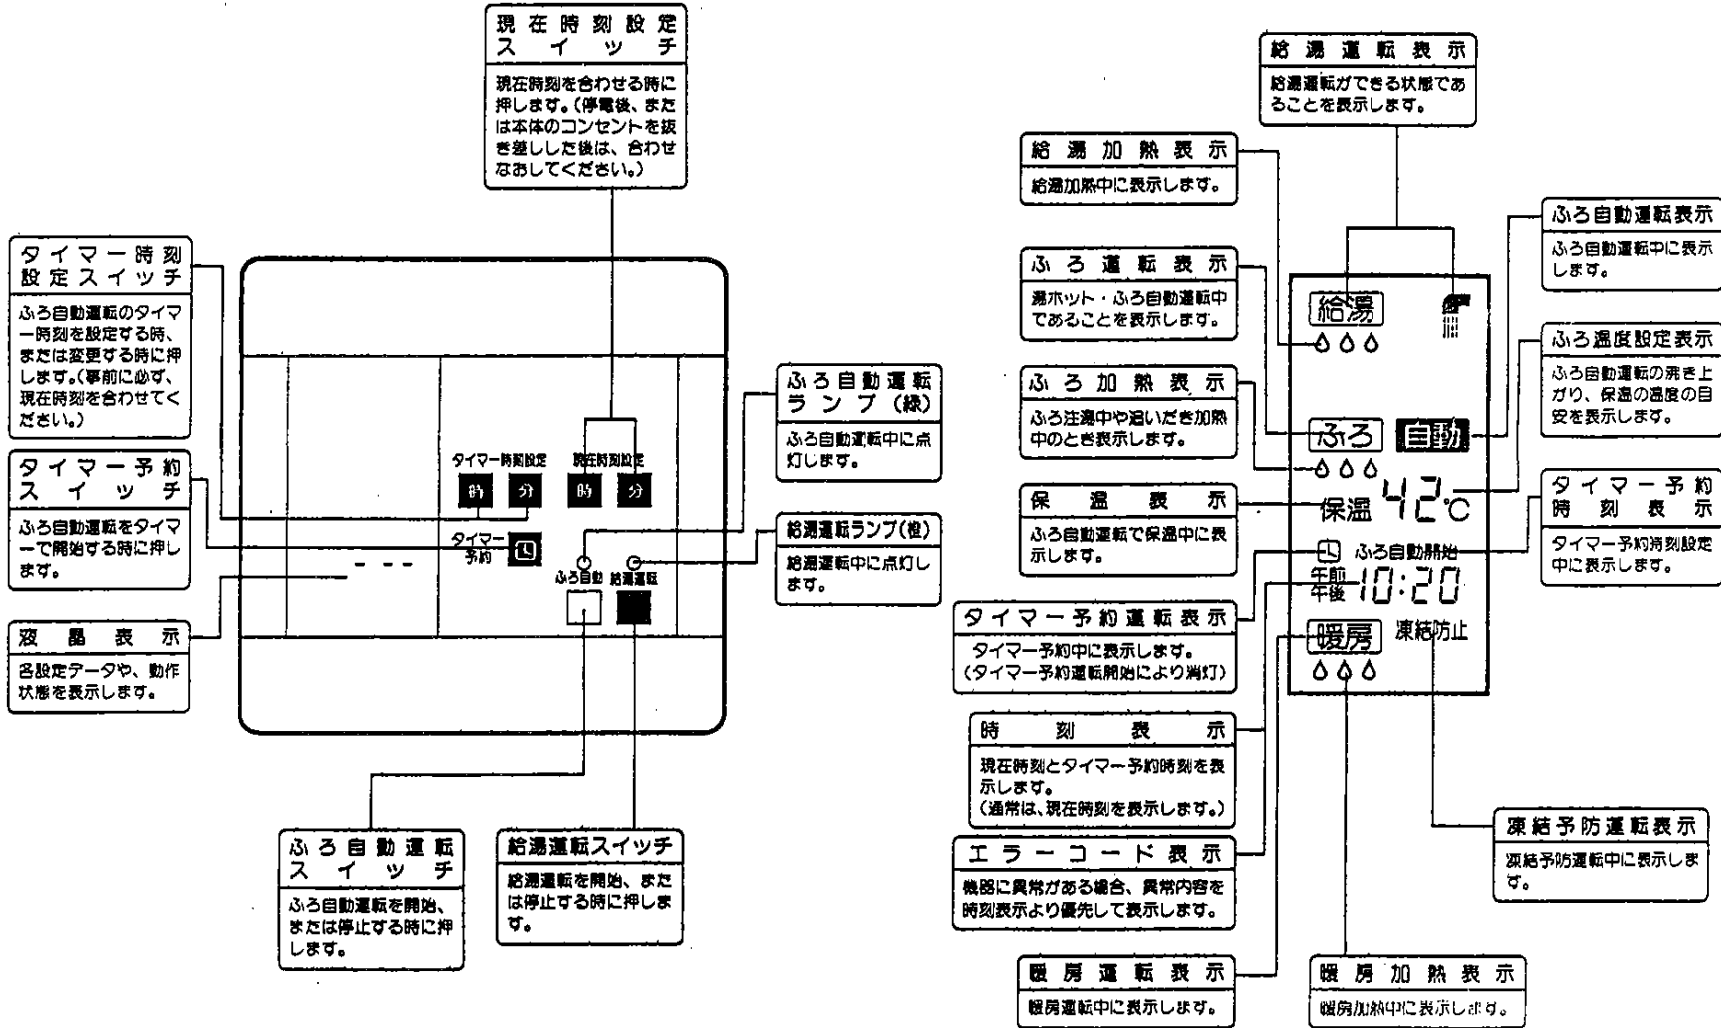 現在時刻設定
スイッチ
現在時刻を合わせる時に
押します。(停電後、また
は本体のコンセントを抜
き差しした後は、合わせ
なおしてください。)
タイマー時刻
設定スイッチ
ふろ自動運転のタイマ
ー時刻を設定する時、
または変更する時に押
します。(事前に必ず、
現在時刻を合わせてく
ださい。)
タイマー予約
スイッチ
ふろ自動運転をタイマ
ーで開始する時に押し
ます。
液晶表示
各設定データや、動作
状態を表示します。
タイマー時刻設定 現在時刻設定
時 分 時 分
タイマー
予約
- - -
ふろ自動 給湯運転
ふろ自動運転
ランプ(緑)
ふろ自動運転中に点
灯します。
給湯運転ランプ(橙)
給湯運転中に点灯し
ます。
ふろ自動運転
スイッチ
ふろ自動運転を開始、
または停止する時に押
します。
給湯運転スイッチ
給湯運転を開始、また
は停止する時に押しま
す。
給湯運転表示
給湯運転ができる状態であ
ることを表示します。
給湯加熱表示
給湯加熱中に表示します。
ふろ運転表示
湯ホット・ふろ自動運転中
であることを表示します。
ふろ加熱表示
ふろ注湯中や追いだき加熱
中のとき表示します。
保温表示
ふろ自動運転で保温中に表
示します。
タイマー予約運転表示
タイマー予約中に表示します。
(タイマー予約運転開始により消灯)
時刻表示
現在時刻とタイマー予約時刻を表
示します。
(通常は、現在時刻を表示します。)
エラーコード表示
機器に異常がある場合、異常内容を
時刻表示より優先して表示します。
暖房運転表示
暖房運転中に表示します。
給湯
ふろ 自動
保温 42℃
ふろ自動開始
午前
午後 10:20
暖房 凍結防止
ふろ自動運転表示
ふろ自動運転中に表示
します。
ふろ温度設定表示
ふろ自動運転の沸き上
がり、保温の温度の目
安を表示します。
タイマー予約
時刻表示
タイマー予約時刻設定
中に表示します。
凍結予防運転表示
凍結予防運転中に表示しま
す。
暖房加熱表示
暖房加熱中に表示します。